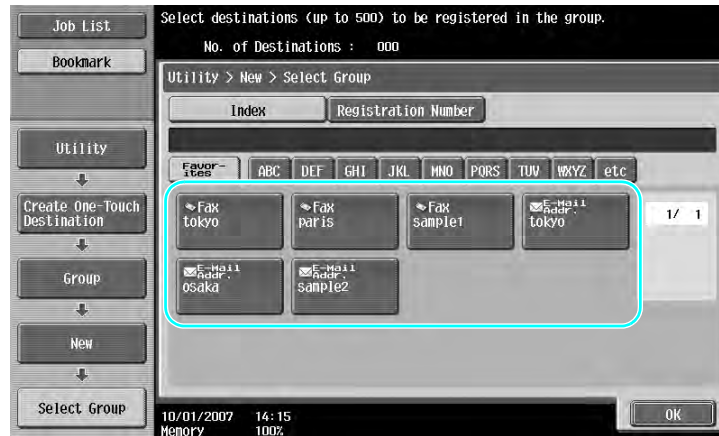 Job List
Bookmark
Utility
Create One-Touch
Destination
Group
New
Select Group
Select destinations (up to 500) to be registered in the group.
No. of Destinations : 000
Utility > New > Select Group
Index
Registration Number
Favor-
ites
ABC
DEF
GHI
JKL
MNO
PQRS
TUV
WXYZ
etc
Fax
tokyo
Fax
paris
Fax
sample1
E-Mail
Addr.
tokyo
1/ 1
E-Mail
Addr.
osaka
E-Mail
Addr.
sample2
10/01/2007 14:15
Memory 100%
OK